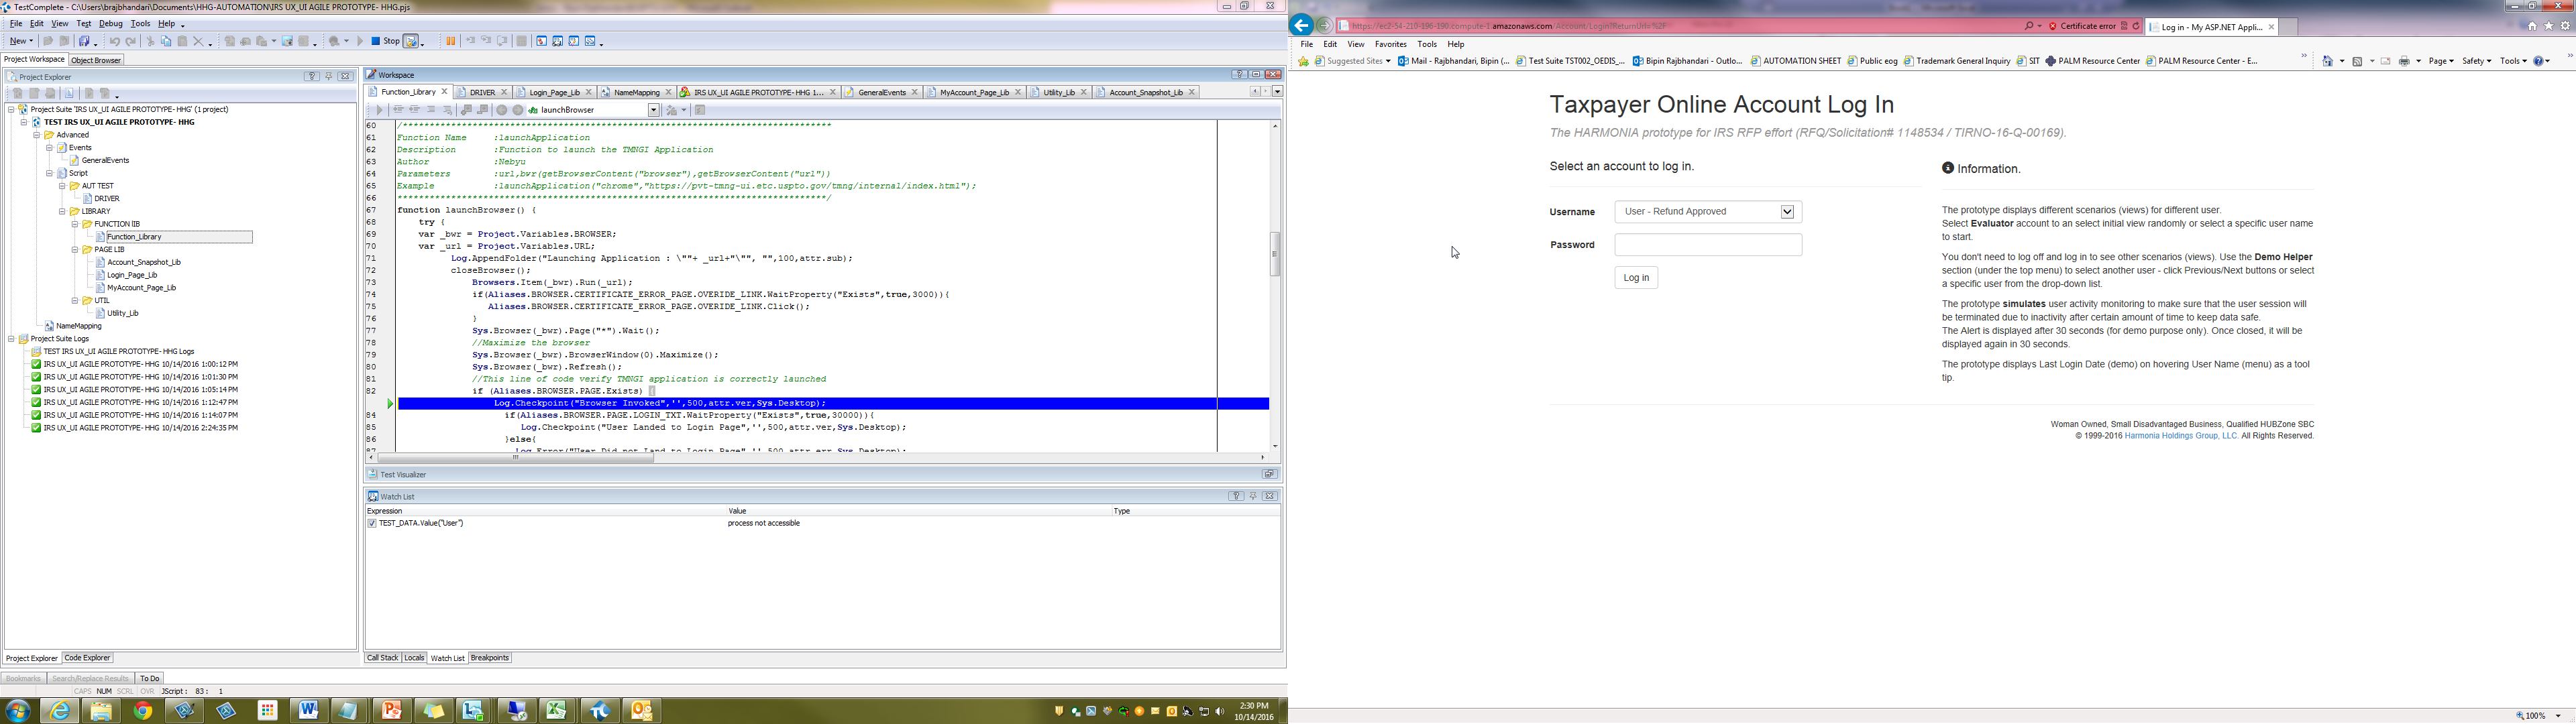 TestComplete - C:\Users\brajbhandari\Documents\HHG-AUTOMATION\IRS UX_UI AGILE PROTOTYPE- HHG.pjs
File Edit View Test Debug Tools Help
New Stop
Project Workspace Object Browser
Project Explorer
Project Suite 'IRS UX_UI AGILE PROTOTYPE- HHG' (1 project)
TEST IRS UX_UI AGILE PROTOTYPE- HHG
Advanced
Events
GeneralEvents
Script
AUT TEST
DRIVER
LIBRARY
FUNCTION lIB
Function_Library
PAGE LIB
Account_Snapshot_Lib
Login_Page_Lib
MyAccount_Page_Lib
UTIL
Utility_Lib
NameMapping
Project Suite Logs
TEST IRS UX_UI AGILE PROTOTYPE- HHG Logs
IRS UX_UI AGILE PROTOTYPE- HHG 10/14/2016 1:00:12 PM
IRS UX_UI AGILE PROTOTYPE- HHG 10/14/2016 1:01:30 PM
IRS UX_UI AGILE PROTOTYPE- HHG 10/14/2016 1:05:14 PM
IRS UX_UI AGILE PROTOTYPE- HHG 10/14/2016 1:12:47 PM
IRS UX_UI AGILE PROTOTYPE- HHG 10/14/2016 1:14:07 PM
IRS UX_UI AGILE PROTOTYPE- HHG 10/14/2016 2:24:35 PM
Project Explorer Code Explorer
Workspace
Function_Library DRIVER Login_Page_Lib NameMapping IRS UX_UI AGILE PROTOTYPE- HHG 1... GeneralEvents MyAccount_Page_Lib Utility_Lib Account_Snapshot_Lib
launchBrowser
60 /********************************************************************************
61 Function Name :launchApplication
62 Description :Function to launch the TMNGI Application
63 Author :Nebyu
64 Parameters :url,bwr(getBrowserContent("browser"),getBrowserContent("url"))
65 Example :launchApplication("chrome","https://pvt-tmng-ui.etc.uspto.gov/tmng/internal/index.html");
66 ********************************************************************************/
67 function launchBrowser() {
68 try {
69 var _bwr = Project.Variables.BROWSER;
70 var _url = Project.Variables.URL;
71 Log.AppendFolder("Launching Application : \""+ _url+"\"", "",100,attr.sub);
72 closeBrowser();
73 Browsers.Item(_bwr).Run(_url);
74 if(Aliases.BROWSER.CERTIFICATE_ERROR_PAGE.OVERIDE_LINK.WaitProperty("Exists",true,3000)){
75 Aliases.BROWSER.CERTIFICATE_ERROR_PAGE.OVERIDE_LINK.Click();
76 }
77 Sys.Browser(_bwr).Page("*").Wait();
78 //Maximize the browser
79 Sys.Browser(_bwr).BrowserWindow(0).Maximize();
80 Sys.Browser(_bwr).Refresh();
81 //This line of code verify TMNGI application is correctly launched
82 if (Aliases.BROWSER.PAGE.Exists) {
Log.Checkpoint("Browser Invoked",'',500,attr.ver,Sys.Desktop);
84 if(Aliases.BROWSER.PAGE.LOGIN_TXT.WaitProperty("Exists",true,30000)){
85 Log.Checkpoint("User Landed to Login Page",'',500,attr.ver,Sys.Desktop);
86 }else{
87 Log.Error("User Did not Land to Login Page",'',500,attr.err,Sys.Desktop);
Test Visualizer
Watch List
Expression Value Type
TEST_DATA.Value("User") process not accessible
Call Stack Locals Watch List Breakpoints
Bookmarks Search/Replace Results To Do
CAPS NUM SCRL OVR JScript : 83 : 1
2:30 PM
10/14/2016
amazonaws.com/Account/Login?ReturnUrl=%2F Certificate error Log in - My ASP.NET Appli...
File Edit View Favorites Tools Help
Suggested Sites Mail - Rajbhandari, Bipin (... Test Suite TST002_OEDIS_... Bipin Rajbhandari - Outlo... AUTOMATION SHEET Public eog Trademark General Inquiry SIT PALM Resource Center PALM Resource Center - E... Page Safety Tools
Taxpayer Online Account Log In
The HARMONIA prototype for IRS RFP effort (RFQ/Solicitation# 1148534 / TIRNO-16-Q-00169).
Select an account to log in.
Username User - Refund Approved
Password
Log in
Information.
The prototype displays different scenarios (views) for different user.
Select Evaluator account to an select initial view randomly or select a specific user name
to start.
You don't need to log off and log in to see other scenarios (views). Use the Demo Helper
section (under the top menu) to select another user - click Previous/Next buttons or select
a specific user from the drop-down list.
The prototype simulates user activity monitoring to make sure that the user session will
be terminated due to inactivity after certain amount of time to keep data safe.
The Alert is displayed after 30 seconds (for demo purpose only). Once closed, it will be
displayed again in 30 seconds.
The prototype displays Last Login Date (demo) on hovering User Name (menu) as a tool
tip.
Woman Owned, Small Disadvantaged Business, Qualified HUBZone SBC
© 1999-2016 Harmonia Holdings Group, LLC. All Rights Reserved.
100%